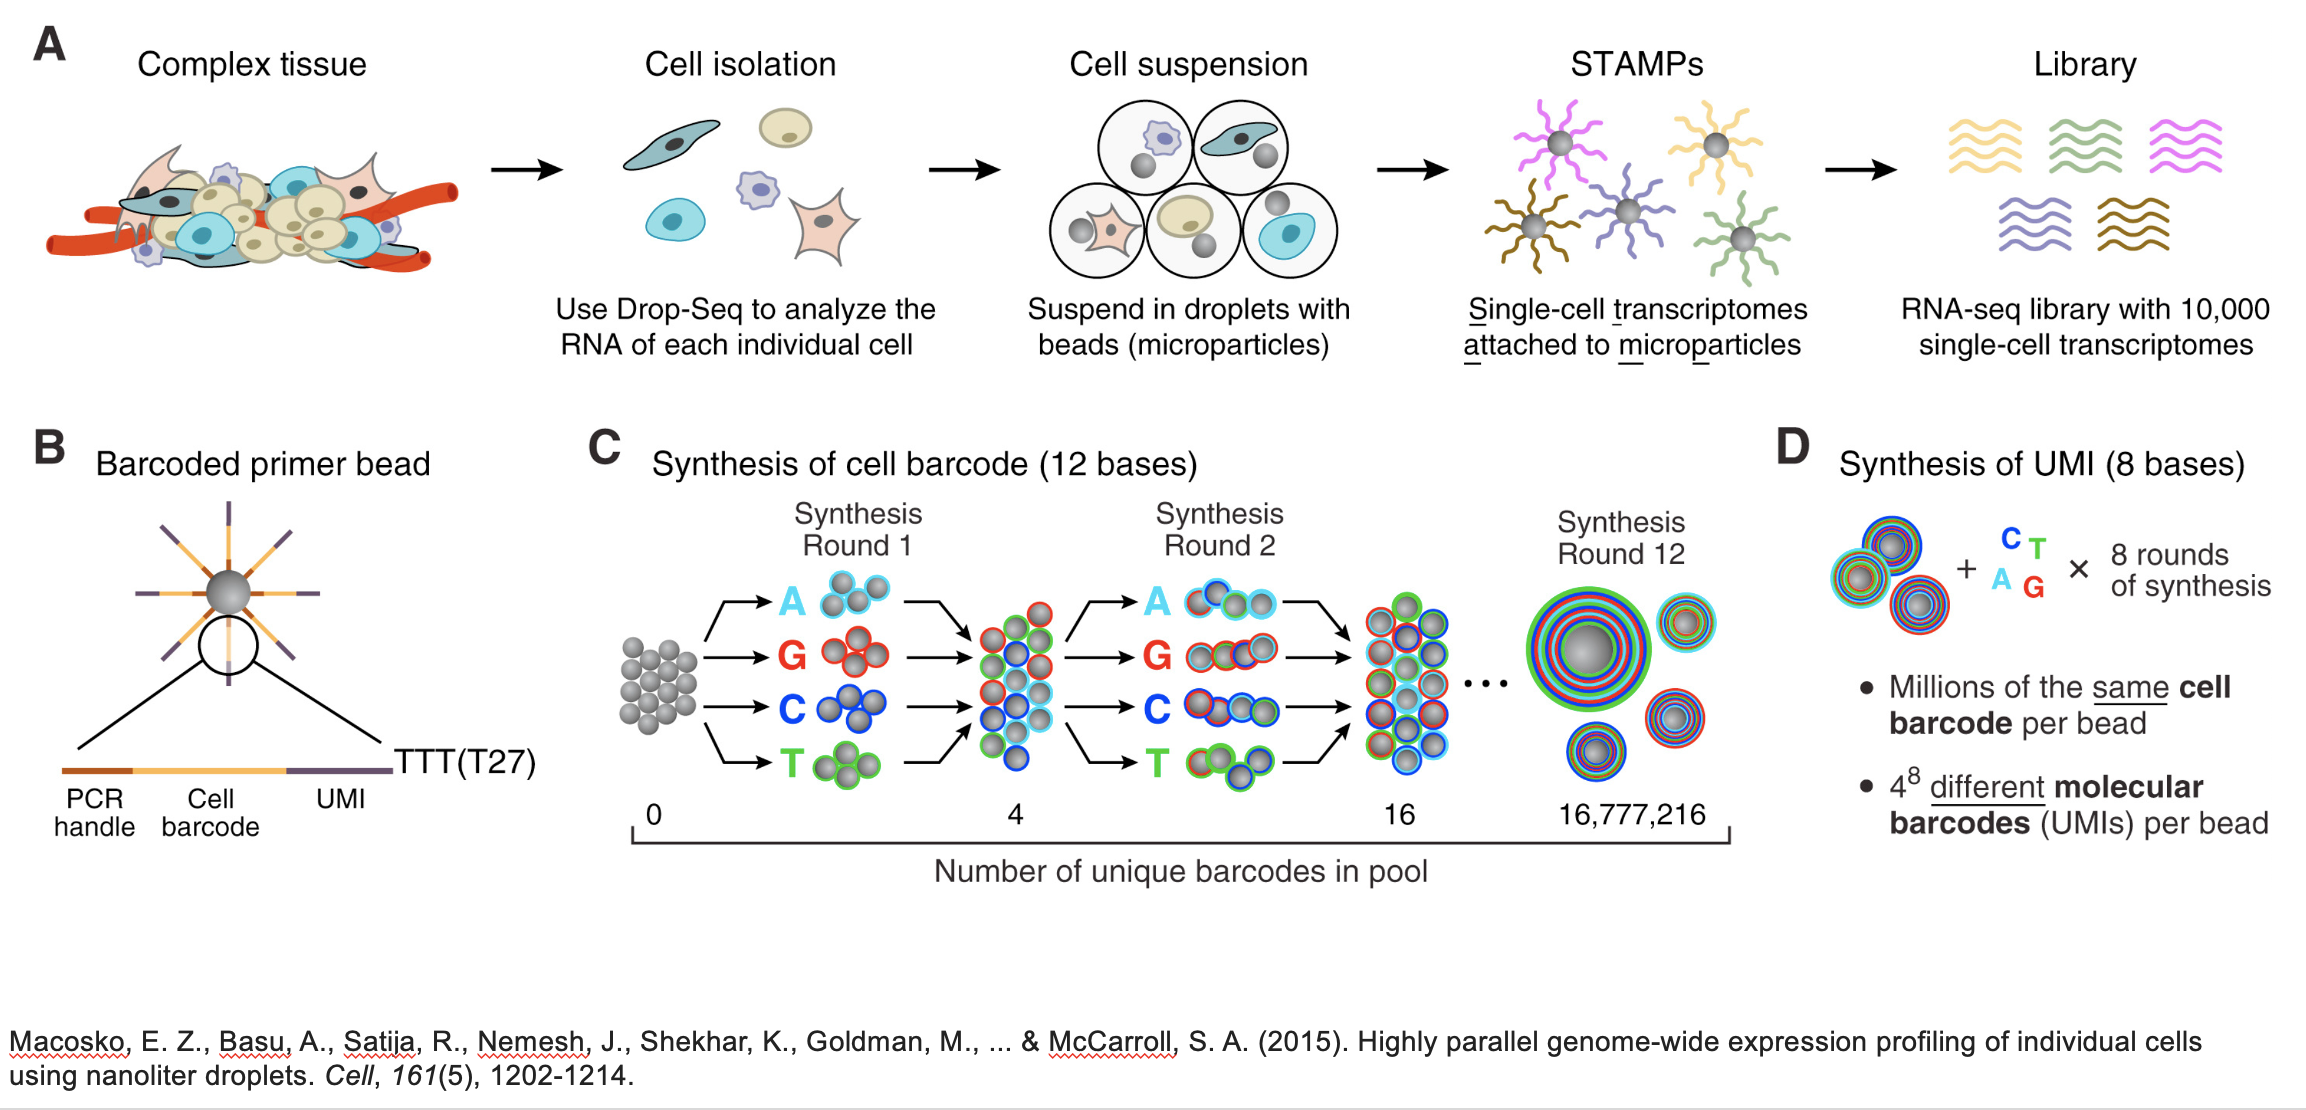 A
Complex tissue
Cell isolation
Use Drop-Seq to analyze the
RNA of each individual cell
Cell suspension
Suspend in droplets with
beads (microparticles)
STAMPs
Single-cell transcriptomes
attached to microparticles
Library
RNA-seq library with 10,000
single-cell transcriptomes
B
Barcoded primer bead
TTT(T27)
PCR
handle
Cell
barcode
UMI
C
Synthesis of cell barcode (12 bases)
Synthesis
Round 1
A
G
C
T
Synthesis
Round 2
A
G
C
T
...
Synthesis
Round 12
0
4
16
16,777,216
Number of unique barcodes in pool
D
Synthesis of UMI (8 bases)
+
C T
A G
×
8 rounds
of synthesis
• Millions of the same cell
barcode per bead
• 4⁸ different molecular
barcodes (UMIs) per bead
Macosko, E. Z., Basu, A., Satija, R., Nemesh, J., Shekhar, K., Goldman, M., ... & McCarroll, S. A. (2015). Highly parallel genome-wide expression profiling of individual cells
using nanoliter droplets. Cell, 161(5), 1202-1214.